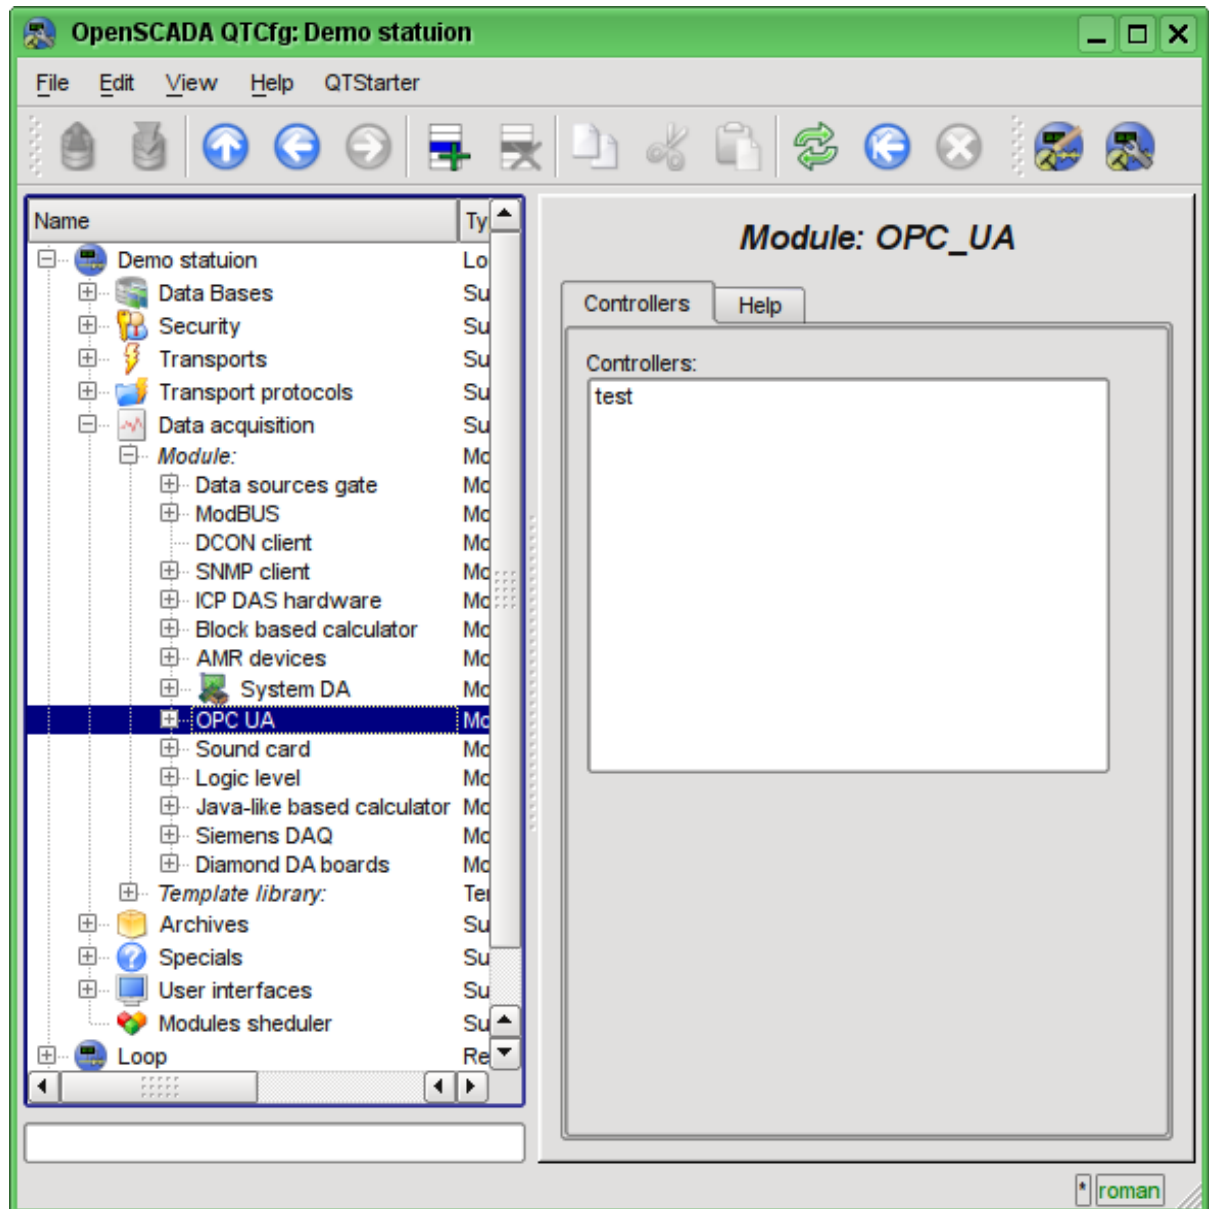 OpenSCADA QTCfg: Demo statuion
File Edit View Help QTStarter
Name Ty
Demo statuion Lo
Data Bases Su
Security Su
Transports Su
Transport protocols Su
Data acquisition Su
Module: Mo
Data sources gate Mo
ModBUS Mo
DCON client Mo
SNMP client Mo
ICP DAS hardware Mo
Block based calculator Mo
AMR devices Mo
System DA Mo
OPC UA Mo
Sound card Mo
Logic level Mo
Java-like based calculator Mo
Siemens DAQ Mo
Diamond DA boards Mo
Template library: Te
Archives Su
Specials Su
User interfaces Su
Modules sheduler Su
Loop Re
Module: OPC_UA
Controllers Help
Controllers:
test
* roman